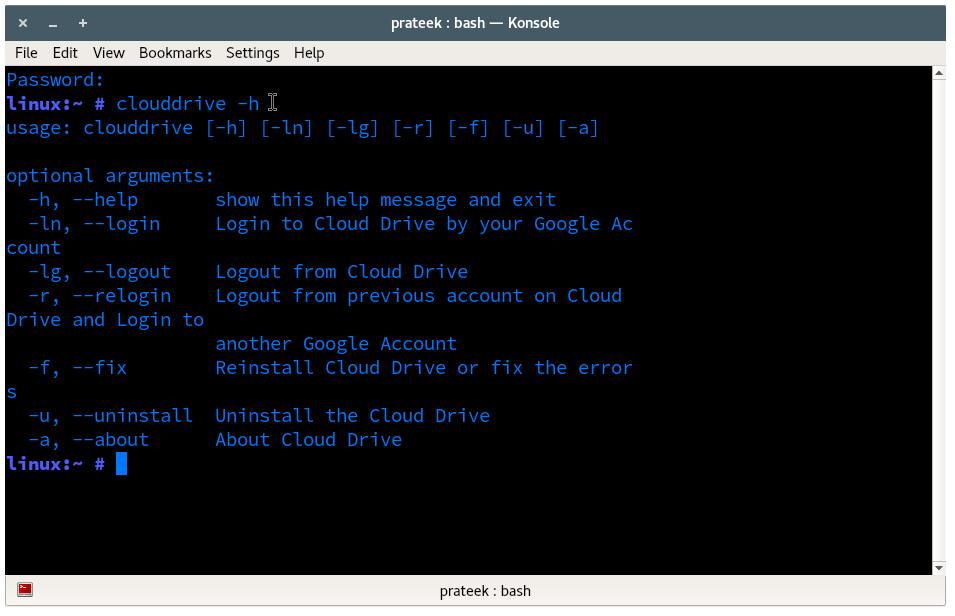 prateek : bash — Konsole
File Edit View Bookmarks Settings Help
Password:
linux:~ # clouddrive -h
usage: clouddrive [-h] [-ln] [-lg] [-r] [-f] [-u] [-a]
optional arguments:
  -h, --help       show this help message and exit
  -ln, --login     Login to Cloud Drive by your Google Ac
count
  -lg, --logout    Logout from Cloud Drive
  -r, --relogin    Logout from previous account on Cloud
Drive and Login to
                   another Google Account
  -f, --fix        Reinstall Cloud Drive or fix the error
s
  -u, --uninstall  Uninstall the Cloud Drive
  -a, --about      About Cloud Drive
linux:~ #
prateek : bash